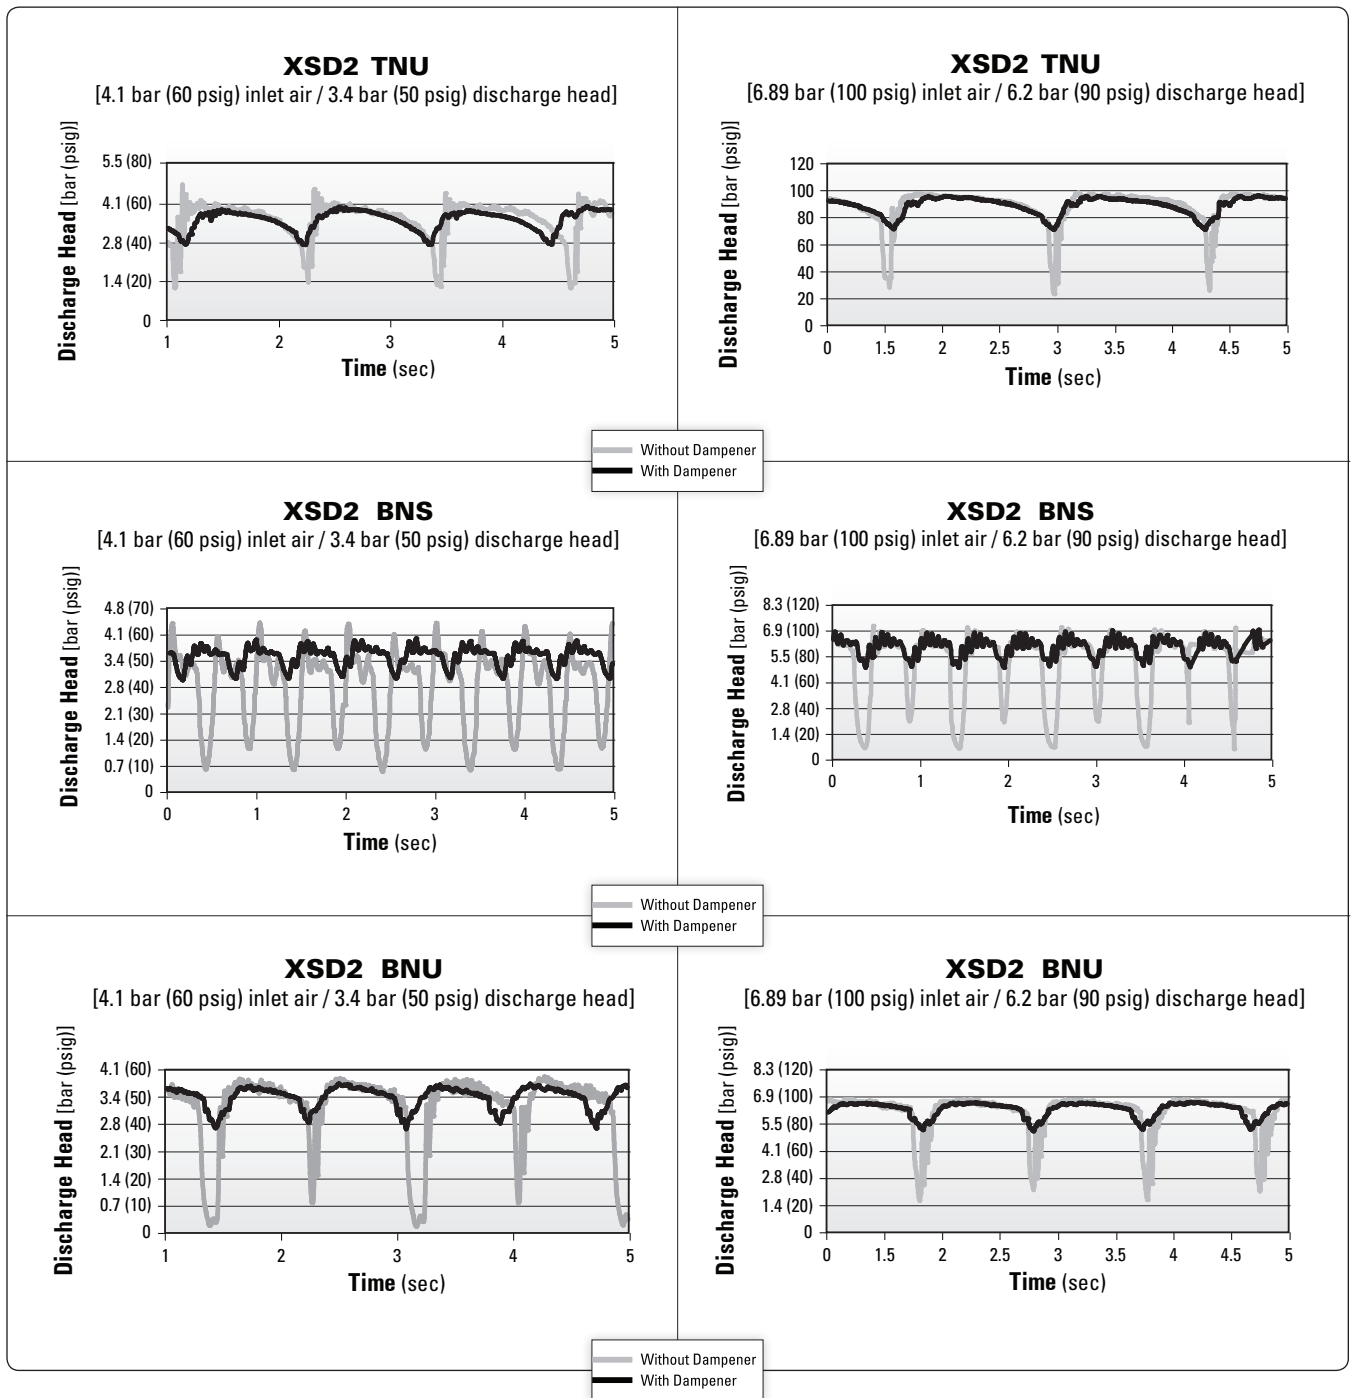 XSD2 TNU
[4.1 bar (60 psig) inlet air / 3.4 bar (50 psig) discharge head]
Discharge Head [bar (psig)]
5.5 (80)
4.1 (60)
2.8 (40)
1.4 (20)
0
1 2 3 4 5
Time (sec)
XSD2 TNU
[6.89 bar (100 psig) inlet air / 6.2 bar (90 psig) discharge head]
Discharge Head [bar (psig)]
120
100
80
60
40
20
0
0 1.5 2 2.5 3 3.5 4 4.5 5
Time (sec)
Without Dampener
With Dampener
XSD2 BNS
[4.1 bar (60 psig) inlet air / 3.4 bar (50 psig) discharge head]
Discharge Head [bar (psig)]
4.8 (70)
4.1 (60)
3.4 (50)
2.8 (40)
2.1 (30)
1.4 (20)
0.7 (10)
0
0 1 2 3 4 5
Time (sec)
XSD2 BNS
[6.89 bar (100 psig) inlet air / 6.2 bar (90 psig) discharge head]
Discharge Head [bar (psig)]
8.3 (120)
6.9 (100)
5.5 (80)
4.1 (60)
2.8 (40)
1.4 (20)
0
0 1 2 3 4 5
Time (sec)
Without Dampener
With Dampener
XSD2 BNU
[4.1 bar (60 psig) inlet air / 3.4 bar (50 psig) discharge head]
Discharge Head [bar (psig)]
4.1 (60)
3.4 (50)
2.8 (40)
2.1 (30)
1.4 (20)
0.7 (10)
0
1 2 3 4 5
Time (sec)
XSD2 BNU
[6.89 bar (100 psig) inlet air / 6.2 bar (90 psig) discharge head]
Discharge Head [bar (psig)]
8.3 (120)
6.9 (100)
5.5 (80)
4.1 (60)
2.8 (40)
1.4 (20)
0
0 1.5 2 2.5 3 3.5 4 4.5 5
Time (sec)
Without Dampener
With Dampener